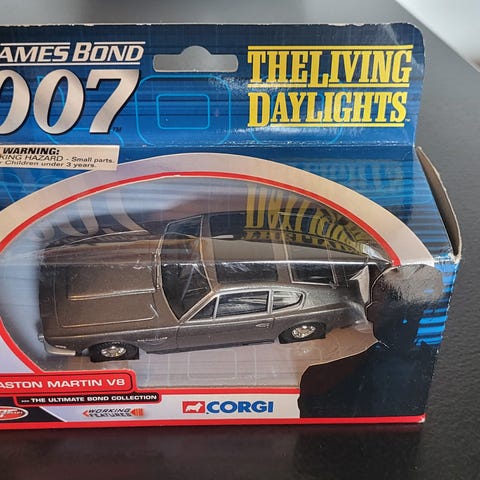 JAMES BOND
007
TM
THE LIVING
DAYLIGHTS
WARNING:
KING HAZARD - Small parts.
Children under 3 years.
ASTON MARTIN V8
... THE ULTIMATE BOND COLLECTION
WORKING
FEATURES
CORGI